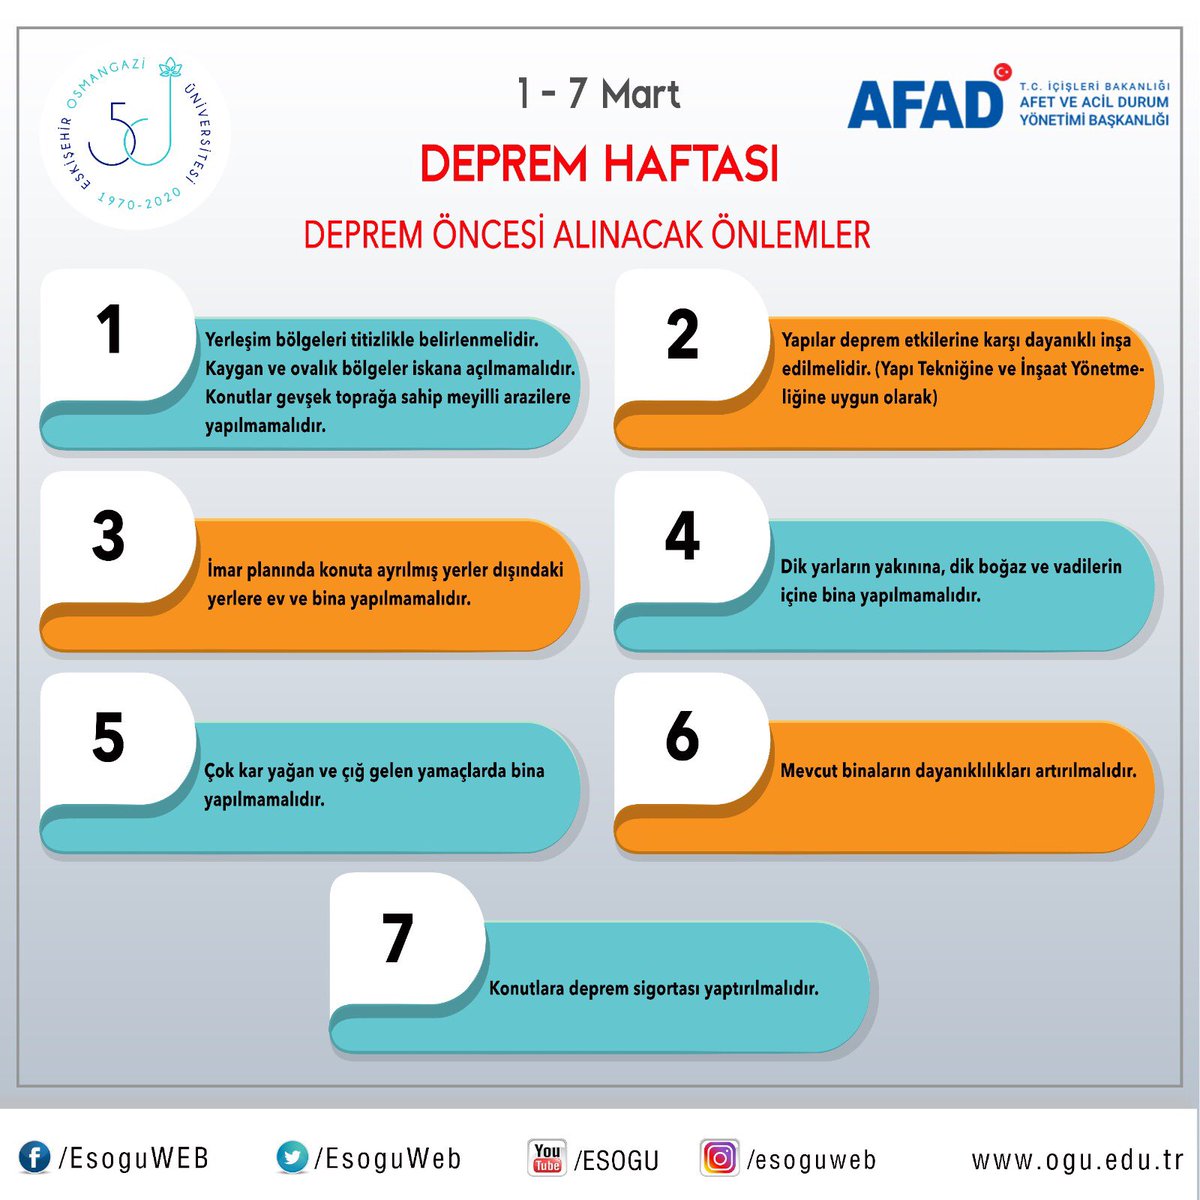 ESKİŞEHİR OSMANGAZİ ÜNİVERSİTESİ
50
1970-2020
1 - 7 Mart
DEPREM HAFTASI
DEPREM ÖNCESİ ALINACAK ÖNLEMLER
AFAD
T.C. İÇİŞLERİ BAKANLIĞI
AFET VE ACİL DURUM
YÖNETİMİ BAŞKANLIĞI
1
Yerleşim bölgeleri titizlikle belirlenmelidir.
Kaygan ve ovalık bölgeler iskana açılmamalıdır.
Konutlar gevşek toprağa sahip meyilli arazilere
yapılmamalıdır.
2
Yapılar deprem etkilerine karşı dayanıklı inşa
edilmelidir. (Yapı Tekniğine ve İnşaat Yönetme-
liğine uygun olarak)
3
İmar planında konuta ayrılmış yerler dışındaki
yerlere ev ve bina yapılmamalıdır.
4
Dik yarların yakınına, dik boğaz ve vadilerin
içine bina yapılmamalıdır.
5
Çok kar yağan ve çığ gelen yamaçlarda bina
yapılmamalıdır.
6
Mevcut binaların dayanıklılıkları artırılmalıdır.
7
Konutlara deprem sigortası yaptırılmalıdır.
f /EsoguWEB
/EsoguWeb
You Tube /ESOGU
/esoguweb
www.ogu.edu.tr